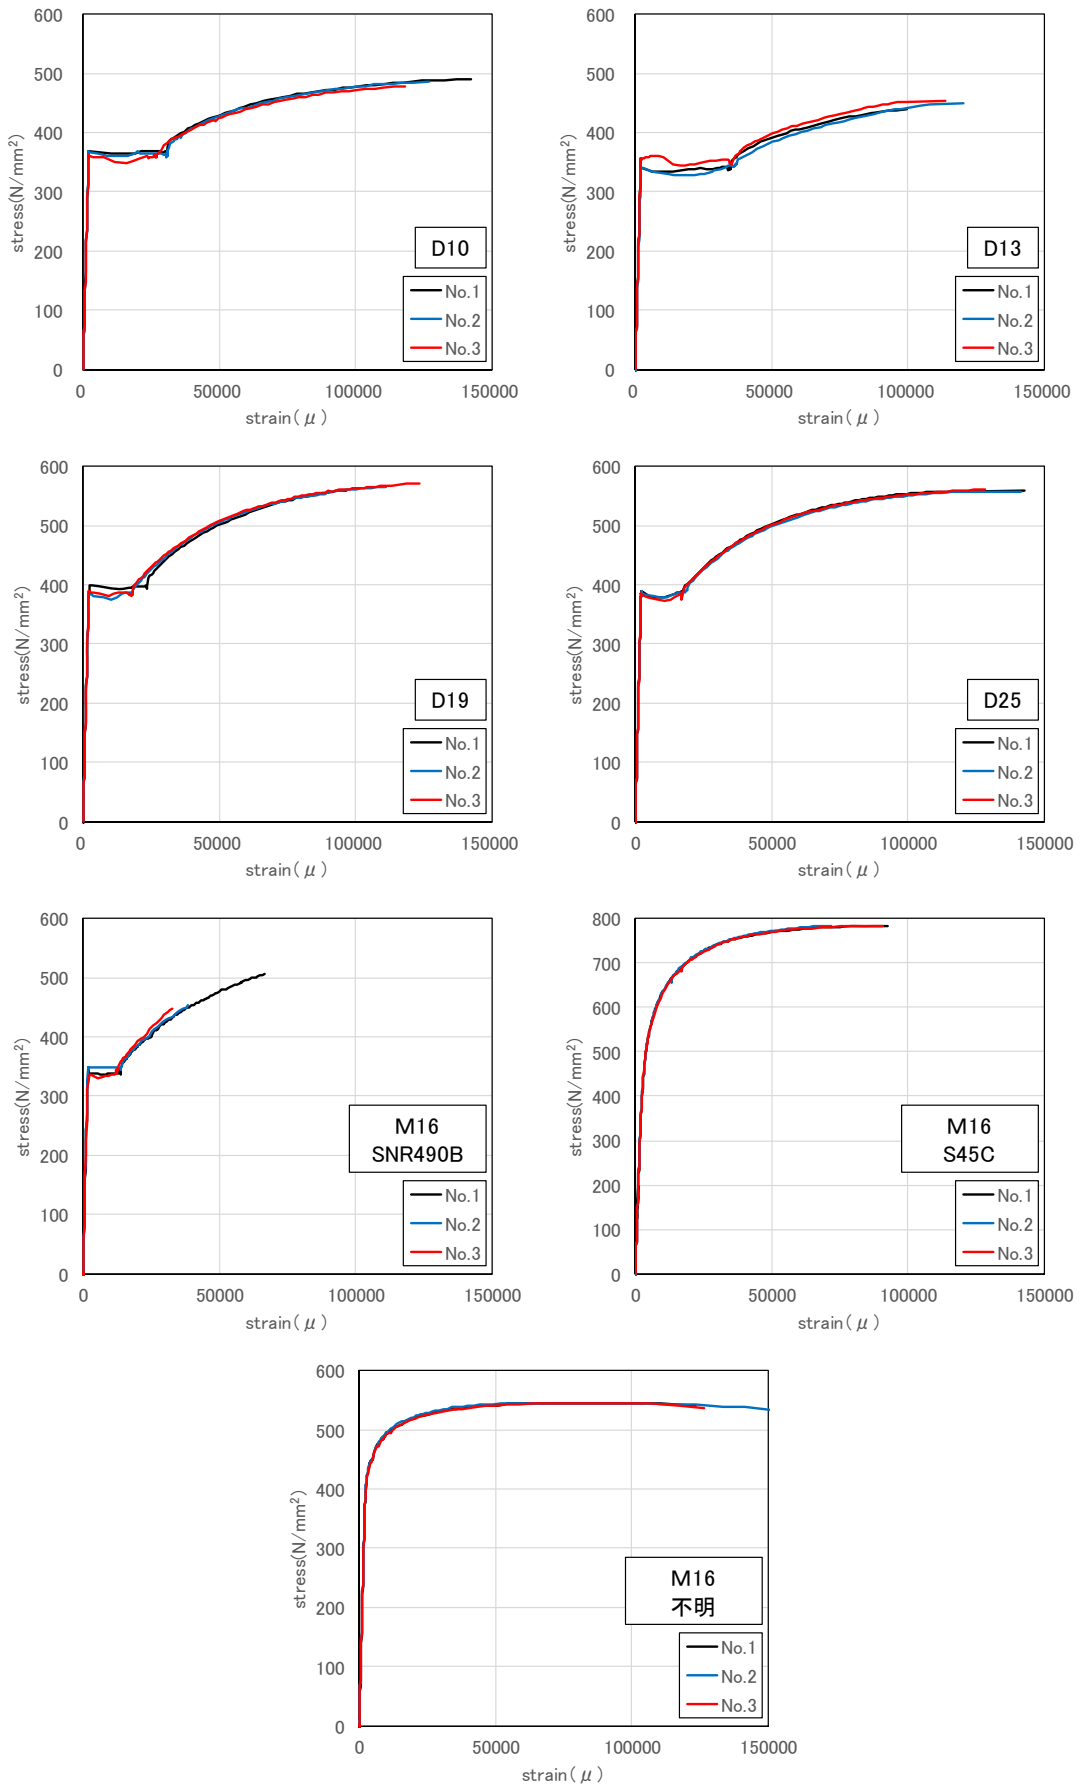 600
500
400
300
200
100
0
stress(N/mm²)
0 50000 100000 150000
strain(μ)
D10
No.1
No.2
No.3
600
500
400
300
200
100
0
stress(N/mm²)
0 50000 100000 150000
strain(μ)
D13
No.1
No.2
No.3
600
500
400
300
200
100
0
stress(N/mm²)
0 50000 100000 150000
strain(μ)
D19
No.1
No.2
No.3
600
500
400
300
200
100
0
stress(N/mm²)
0 50000 100000 150000
strain(μ)
D25
No.1
No.2
No.3
600
500
400
300
200
100
0
stress(N/mm²)
0 50000 100000 150000
strain(μ)
M16
SNR490B
No.1
No.2
No.3
800
700
600
500
400
300
200
100
0
stress(N/mm²)
0 50000 100000 150000
strain(μ)
M16
S45C
No.1
No.2
No.3
600
500
400
300
200
100
0
stress(N/mm²)
0 50000 100000 150000
strain(μ)
M16
不明
No.1
No.2
No.3